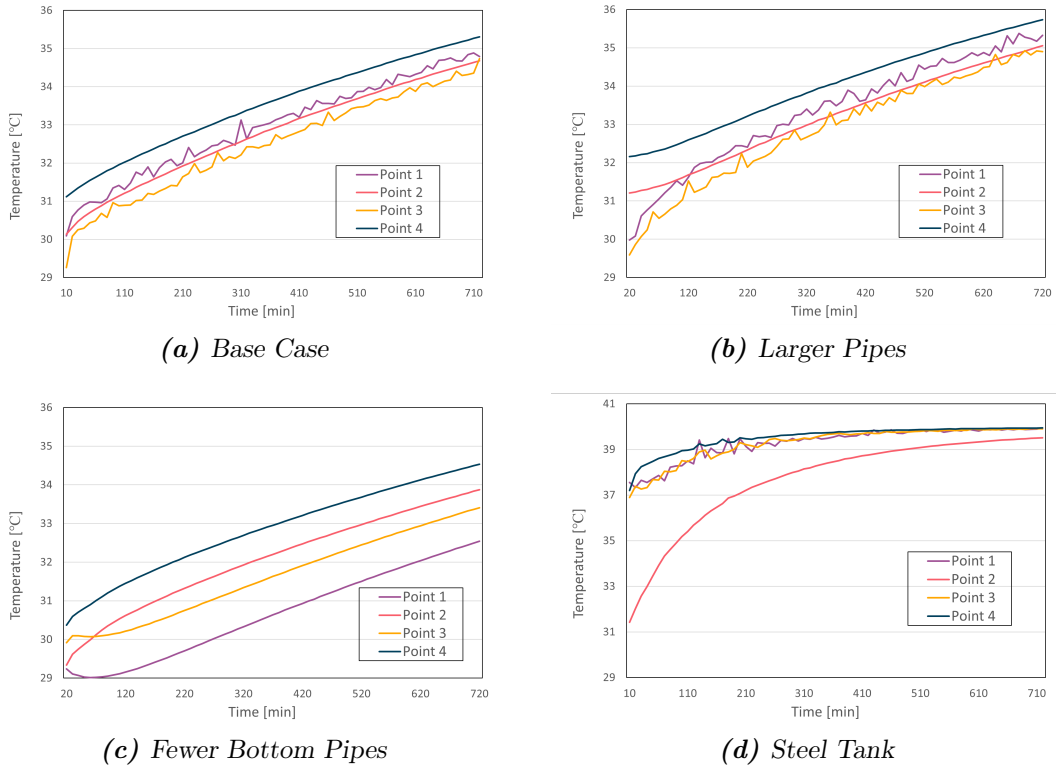 36
35
34
33
32
31
30
29
Temperature [°C]
10 110 210 310 410 510 610 710
Time [min]
Point 1
Point 2
Point 3
Point 4
(a) Base Case
36
35
34
33
32
31
30
29
Temperature [°C]
20 120 220 320 420 520 620 720
Time [min]
Point 1
Point 2
Point 3
Point 4
(b) Larger Pipes
36
35
34
33
32
31
30
29
Temperature [°C]
20 120 220 320 420 520 620 720
Time [min]
Point 1
Point 2
Point 3
Point 4
(c) Fewer Bottom Pipes
41
39
37
35
33
31
29
Temperature [°C]
10 110 210 310 410 510 610 710
Time [min]
Point 1
Point 2
Point 3
Point 4
(d) Steel Tank